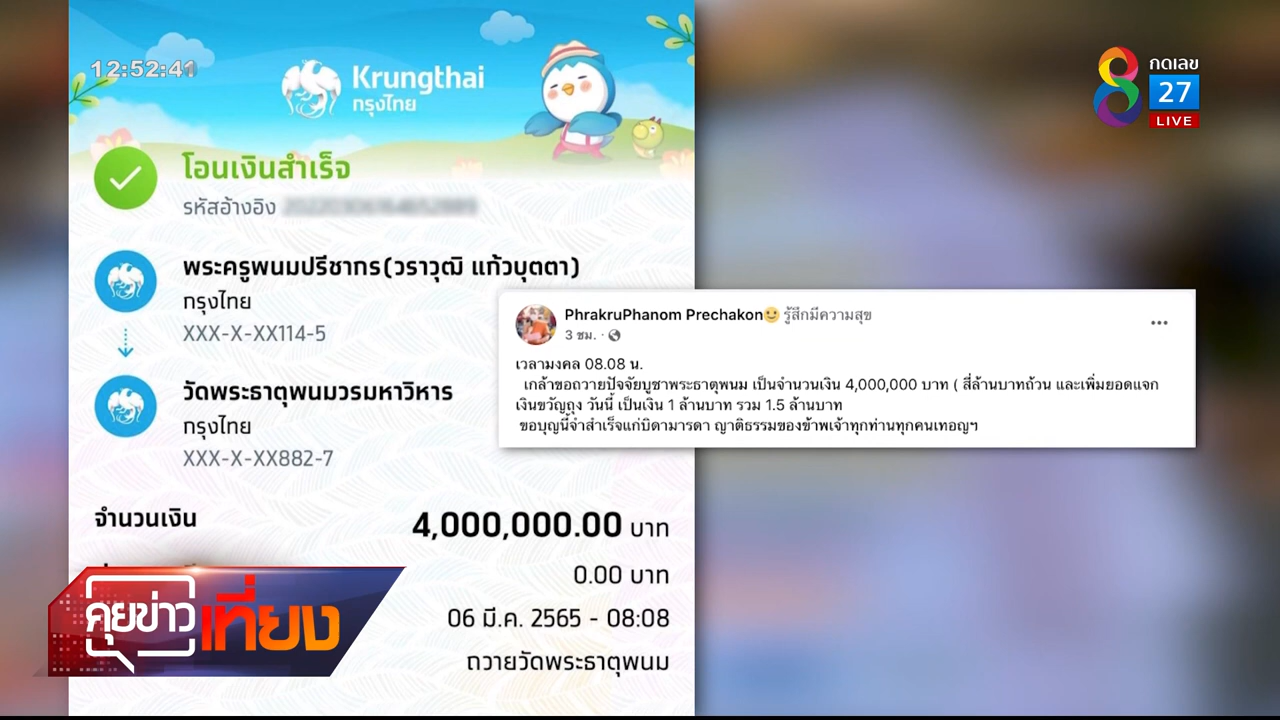 12:52:41
Krungthai
กรุงไทย
กดเลข
8 27
LIVE
โอนเงินสำเร็จ
รหัสอ้างอิง
พระครูพนมปรีชากร(วราวุฒิ แก้วบุตตา)
กรุงไทย
XXX-X-XX114-5
วัดพระธาตุพนมวรมหาวิหาร
กรุงไทย
XXX-X-XX882-7
PhrakruPhanom Prechakon รู้สึกมีความสุข
3 ชม.
เวลามงคล 08.08 น.
เกล้าขอถวายปัจจัยบูชาพระธาตุพนม เป็นจำนวนเงิน 4,000,000 บาท ( สี่ล้านบาทถ้วน และเพิ่มยอดแจก
เงินขวัญถุง วันนี้ เป็นเงิน 1 ล้านบาท รวม 1.5 ล้านบาท
ขอบุญนี้จำสำเร็จแก่บิดามารดา ญาติธรรมของข้าพเจ้าทุกท่านทุกคนเทอญฯ
จำนวนเงิน 4,000,000.00 บาท
0.00 บาท
06 มี.ค. 2565 - 08:08
ถวายวัดพระธาตุพนม
คุยข่าวเที่ยง